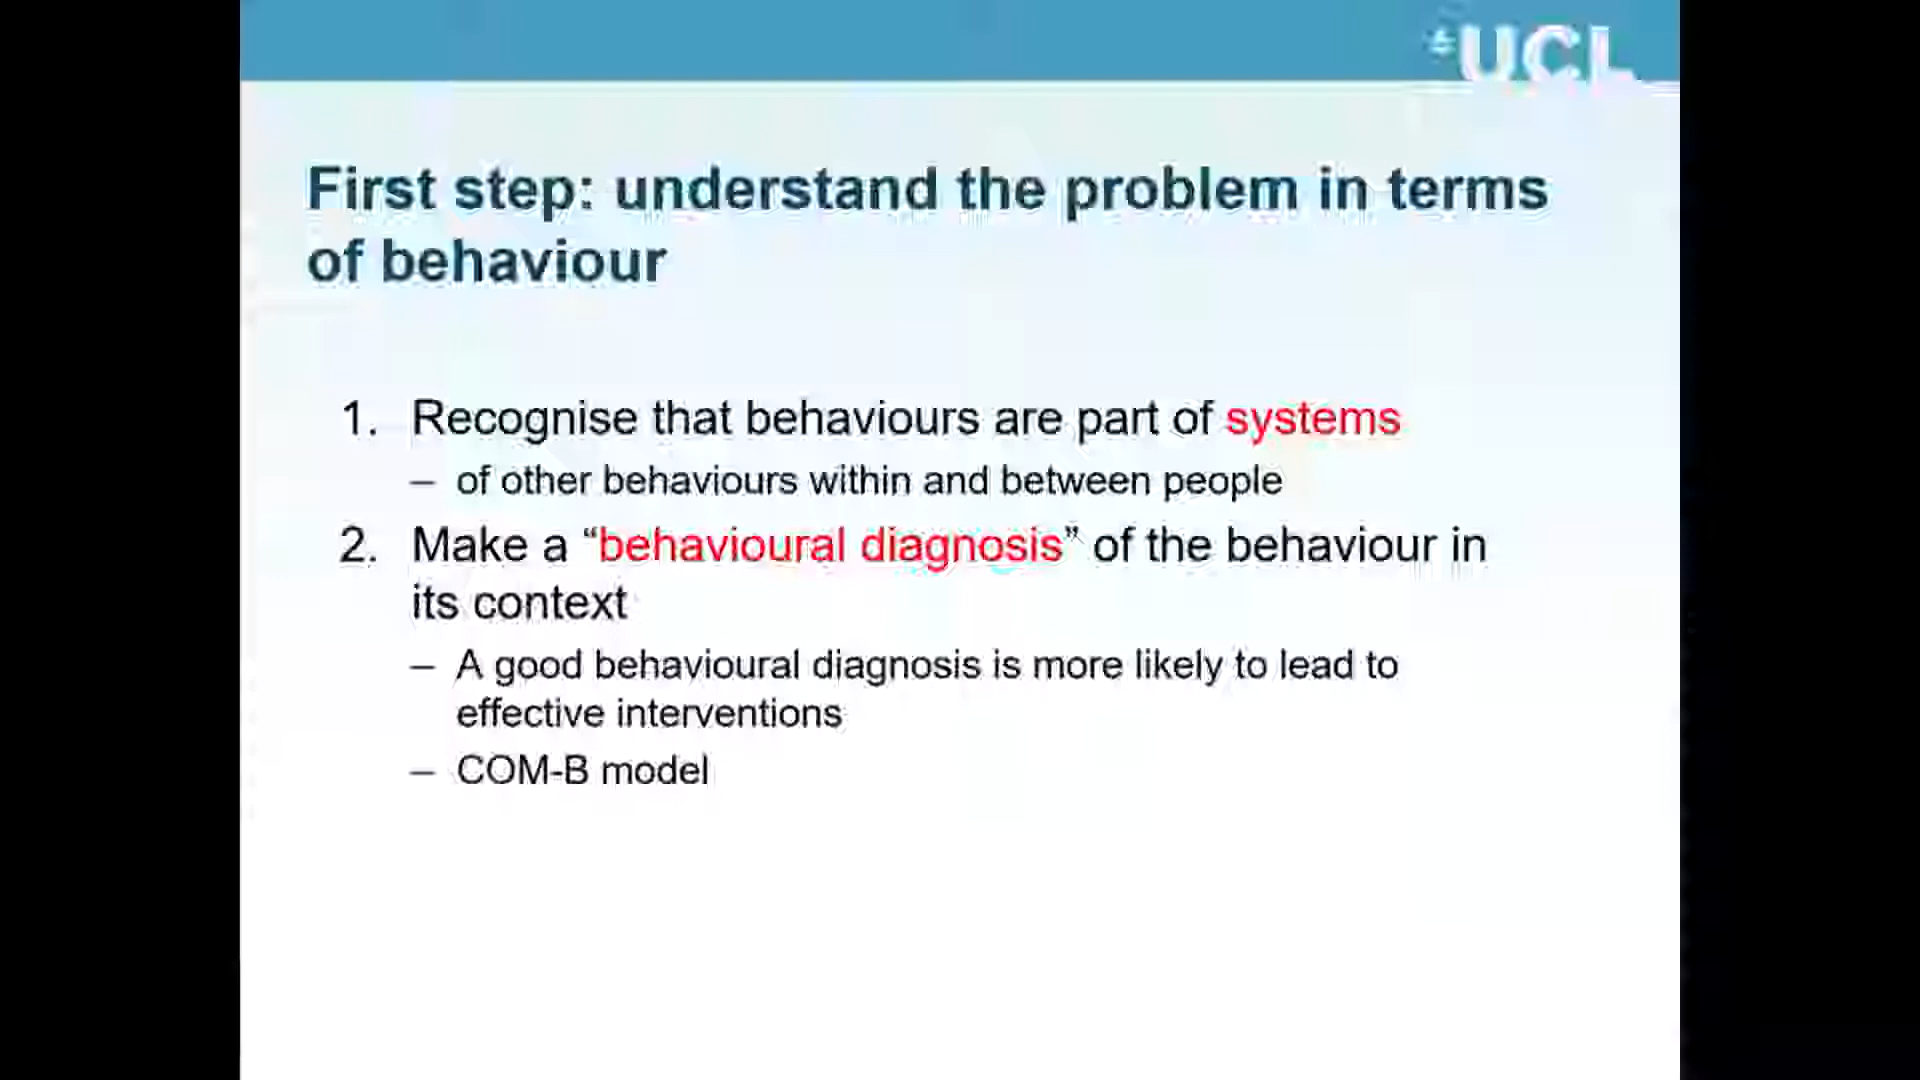 UCL
First step: understand the problem in terms
of behaviour
1. Recognise that behaviours are part of systems
– of other behaviours within and between people
2. Make a “behavioural diagnosis” of the behaviour in
its context
– A good behavioural diagnosis is more likely to lead to
effective interventions
– COM-B model